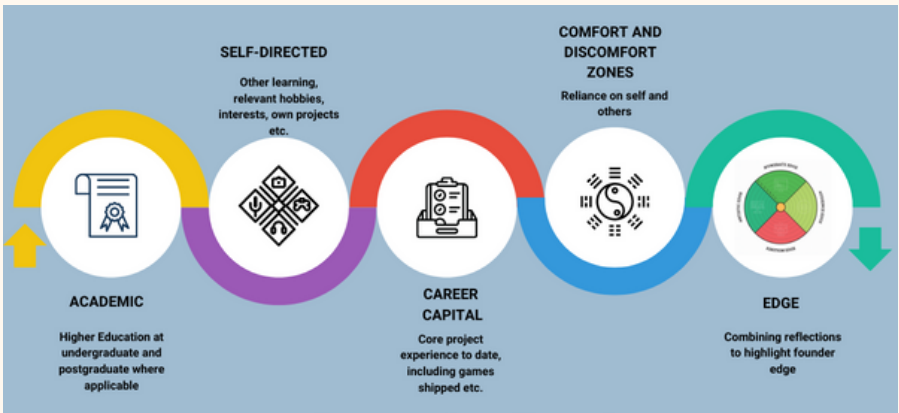 ACADEMIC
Higher Education at
undergraduate and
postgraduate where
applicable
SELF-DIRECTED
Other learning,
relevant hobbies,
interests, own projects
etc.
CAREER
CAPITAL
Core project
experience to date,
including games
shipped etc.
COMFORT AND
DISCOMFORT
ZONES
Reliance on self and
others
EDGE
Combining reflections
to highlight founder
edge